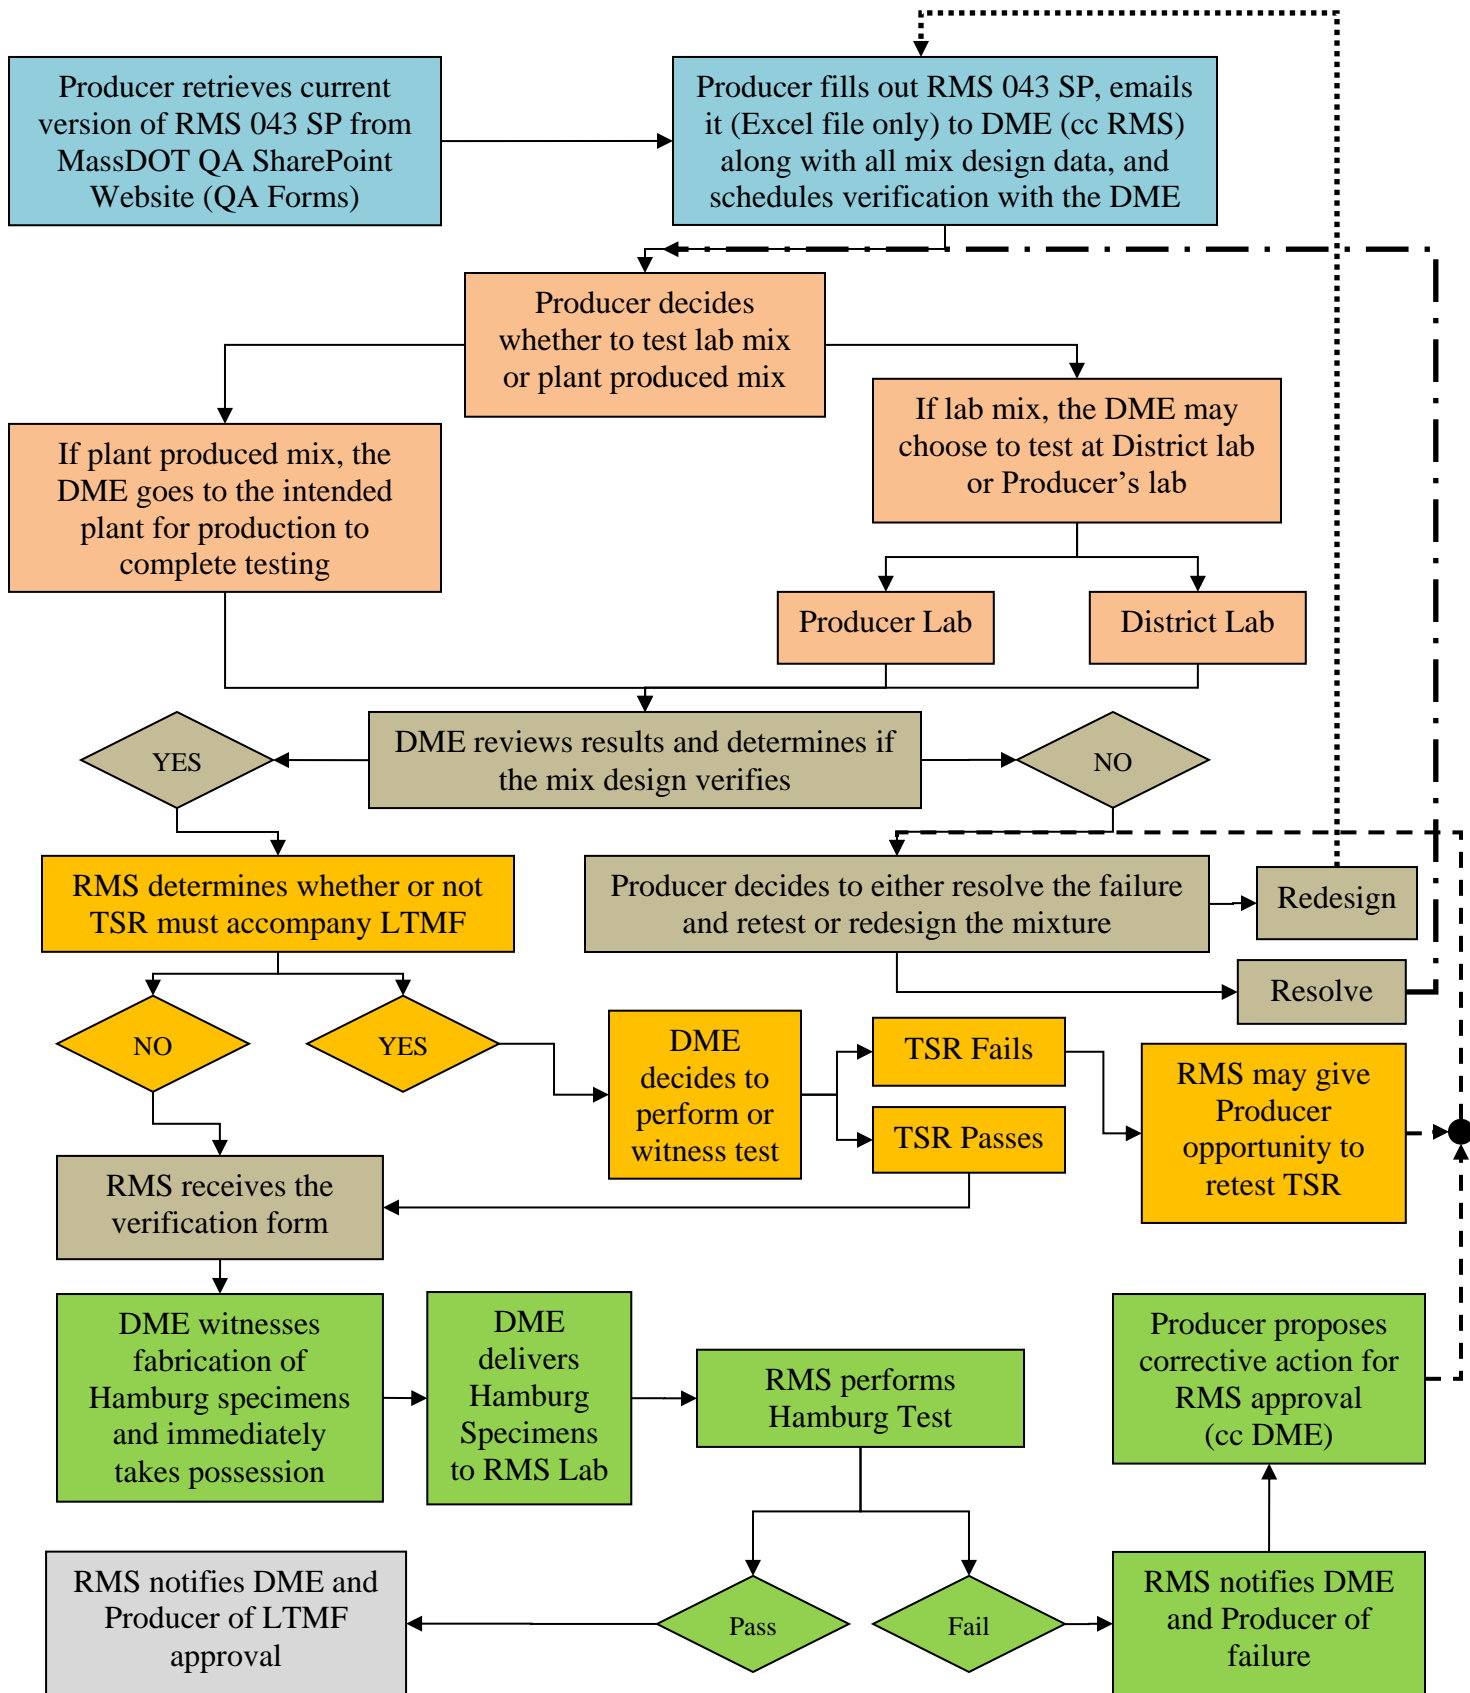 Producer retrieves current
version of RMS 043 SP from
MassDOT QA SharePoint
Website (QA Forms)
Producer fills out RMS 043 SP, emails
it (Excel file only) to DME (cc RMS)
along with all mix design data, and
schedules verification with the DME
Producer decides
whether to test lab mix
or plant produced mix
If plant produced mix, the
DME goes to the intended
plant for production to
complete testing
If lab mix, the DME may
choose to test at District lab
or Producer’s lab
Producer Lab
District Lab
YES
DME reviews results and determines if
the mix design verifies
NO
RMS determines whether or not
TSR must accompany LTMF
Producer decides to either resolve the failure
and retest or redesign the mixture
Redesign
Resolve
NO
YES
DME
decides to
perform or
witness test
TSR Fails
TSR Passes
RMS may give
Producer
opportunity to
retest TSR
RMS receives the
verification form
DME witnesses
fabrication of
Hamburg specimens
and immediately
takes possession
DME
delivers
Hamburg
Specimens
to RMS Lab
RMS performs
Hamburg Test
Producer proposes
corrective action for
RMS approval
(cc DME)
RMS notifies DME and
Producer of LTMF
approval
Pass
Fail
RMS notifies DME
and Producer of
failure